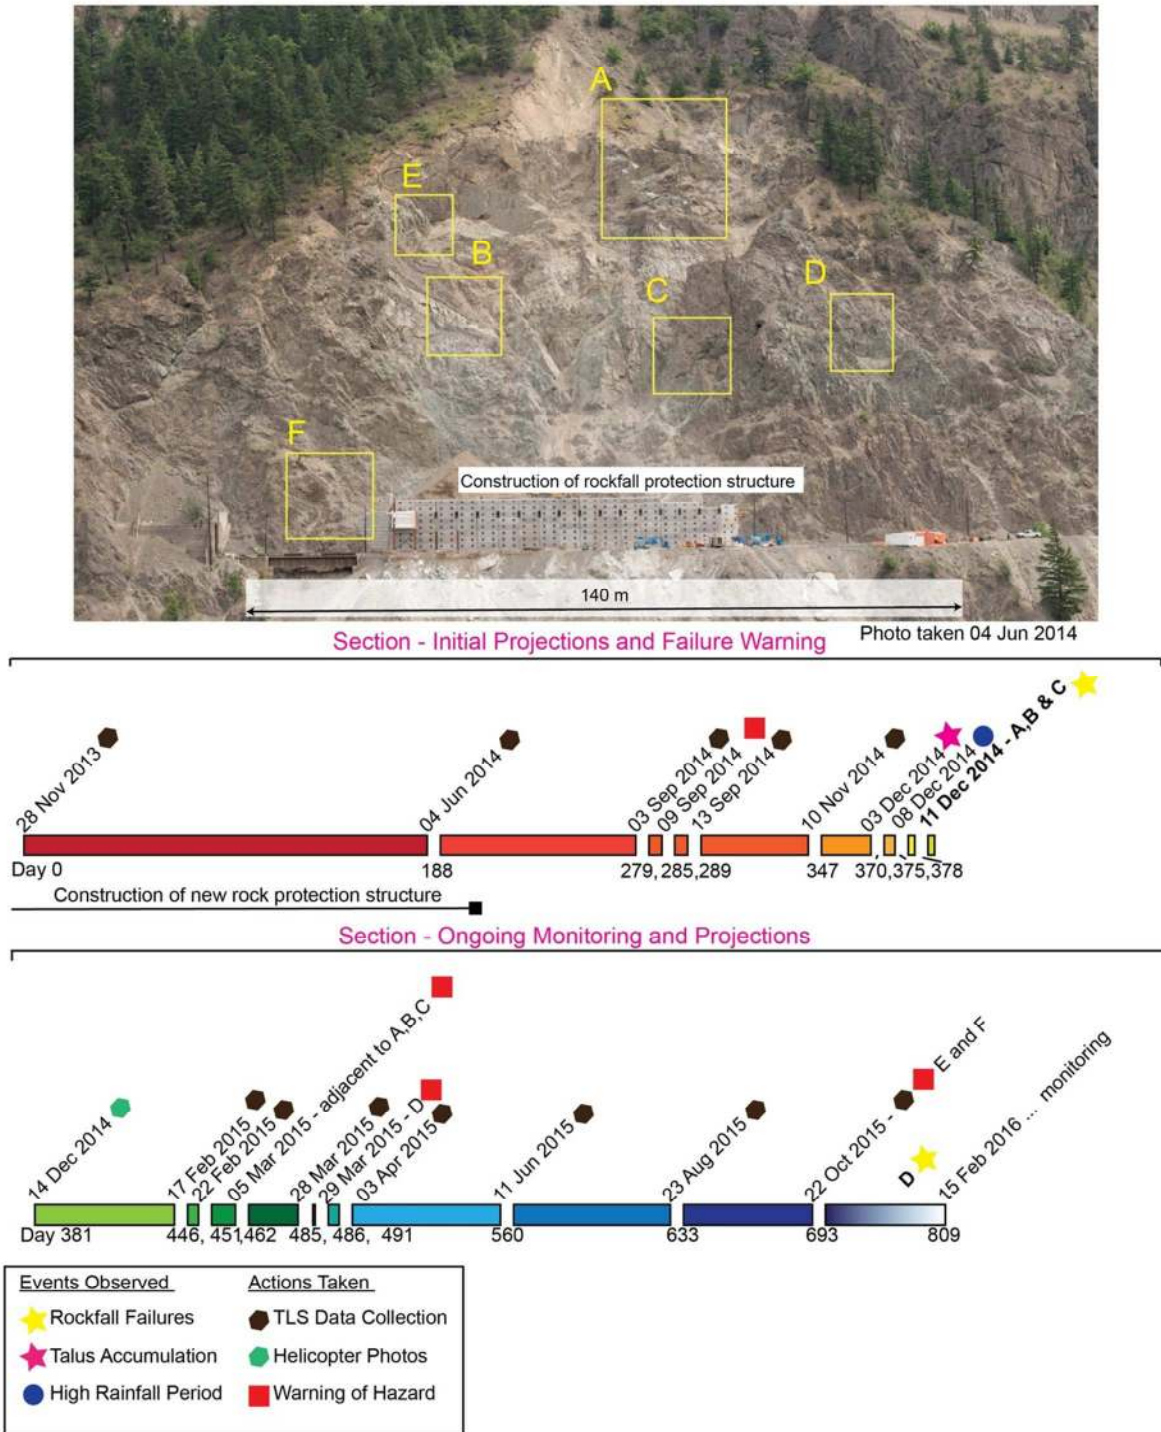 A
E
B
C
D
F
Construction of rockfall protection structure
140 m
Photo taken 04 Jun 2014
Section - Initial Projections and Failure Warning
28 Nov 2013
04 Jun 2014
03 Sep 2014
09 Sep 2014
13 Sep 2014
10 Nov 2014
03 Dec 2014
08 Dec 2014
11 Dec 2014 - A,B & C
Day 0
188
279, 285, 289
347
370, 375, 378
Construction of new rock protection structure
Section - Ongoing Monitoring and Projections
14 Dec 2014
17 Feb 2015
22 Feb 2015
05 Mar 2015 - adjacent to A,B,C
28 Mar 2015
29 Mar 2015 - D
03 Apr 2015
11 Jun 2015
23 Aug 2015
22 Oct 2015 - E and F
D
15 Feb 2016 ... monitoring
Day 381
446, 451,462
485, 486, 491
560
633
693
809
Events Observed Actions Taken
Rockfall Failures TLS Data Collection
Talus Accumulation Helicopter Photos
High Rainfall Period Warning of Hazard